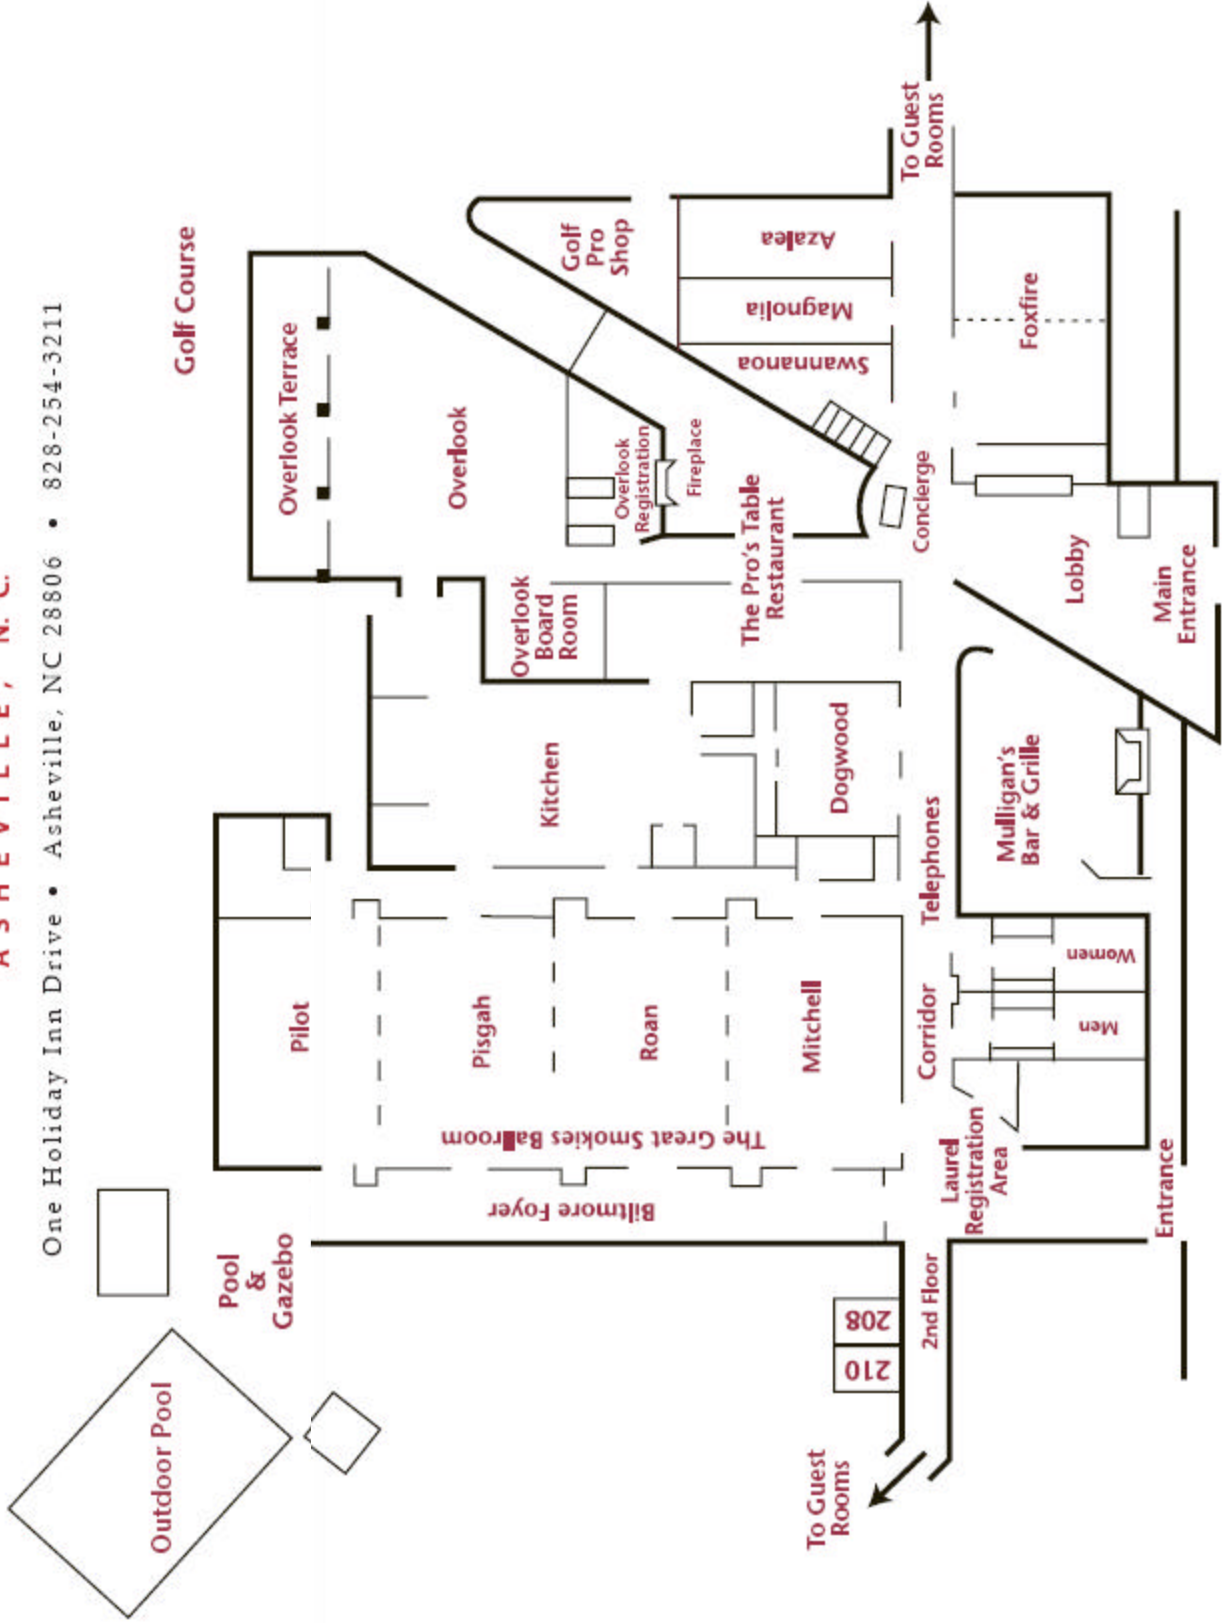 ASHEVILLE, N.C.
One Holiday Inn Drive • Asheville, NC 28806 • 828-254-3211
Golf Course
Outdoor Pool
Pool
&
Gazebo
Pilot
Overlook Terrace
Overlook
Pisgah
Kitchen
Overlook
Board
Room
Overlook
Registration
Fireplace
Golf
Pro
Shop
Biltmore Foyer
The Great Smokies Ballroom
Roan
Mitchell
Dogwood
The Pro's Table
Restaurant
Swannanoa
Magnolia
Azalea
To Guest
Rooms
210
208
2nd Floor
Corridor
Telephones
Concierge
To Guest
Rooms
Laurel
Registration
Area
Men
Women
Mulligan's
Bar & Grille
Lobby
Foxfire
Entrance
Main
Entrance